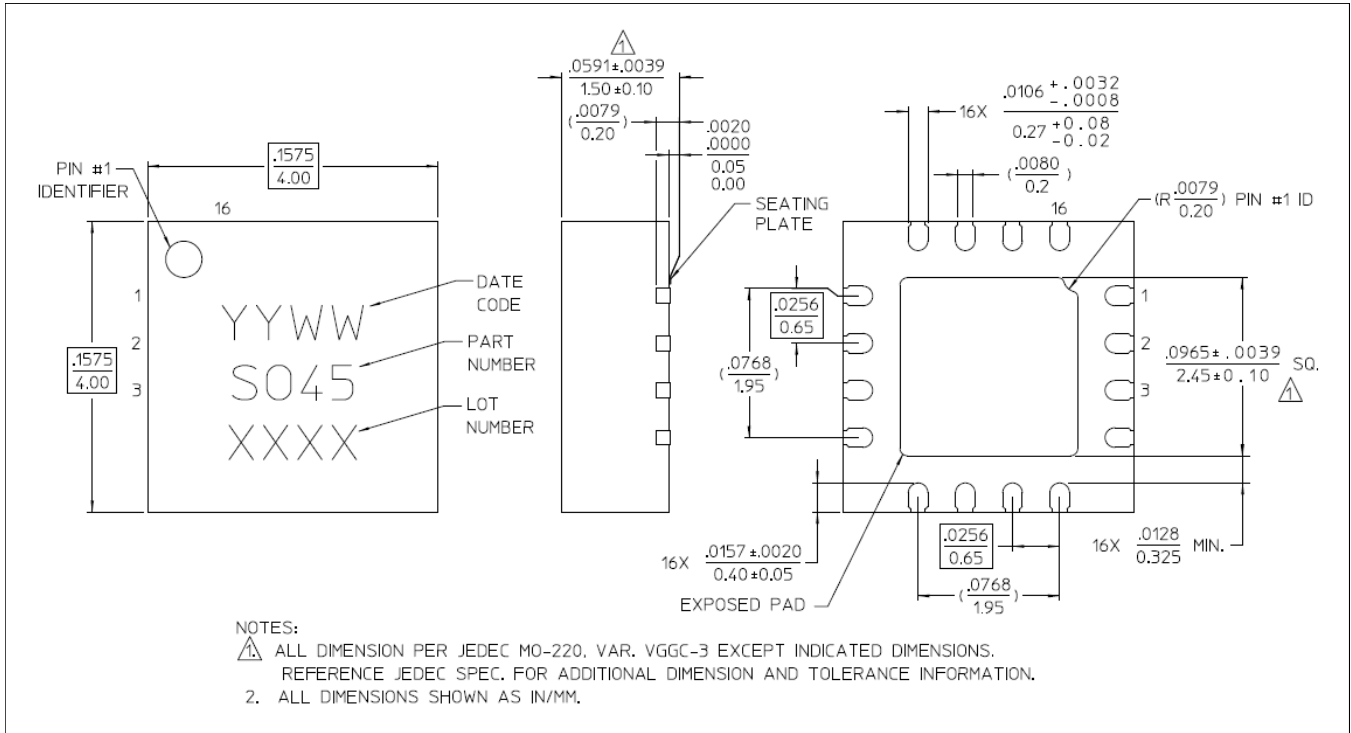 PIN #1
IDENTIFIER
.1575
4.00
16
1
2
3
.1575
4.00
YYWW
SO45
XXXX
DATE
CODE
PART
NUMBER
LOT
NUMBER
1
.0591±.0039
1.50±0.10
(.0079
0.20)
.0020
.0000
0.05
0.00
SEATING
PLATE
16X .0106 +.0032
-.0008
0.27 +0.08
-0.02
(.0080
0.2)
16
(R.0079
0.20) PIN #1 ID
.0256
0.65
(.0768
1.95)
1
2
3
.0965±.0039
2.45±0.10 SQ.
1
16X .0157±.0020
0.40±0.05
EXPOSED PAD
.0256
0.65
(.0768
1.95)
16X .0128
0.325 MIN.
NOTES:
1. ALL DIMENSION PER JEDEC MO-220, VAR. VGGC-3 EXCEPT INDICATED DIMENSIONS.
REFERENCE JEDEC SPEC. FOR ADDITIONAL DIMENSION AND TOLERANCE INFORMATION.
2. ALL DIMENSIONS SHOWN AS IN/MM.